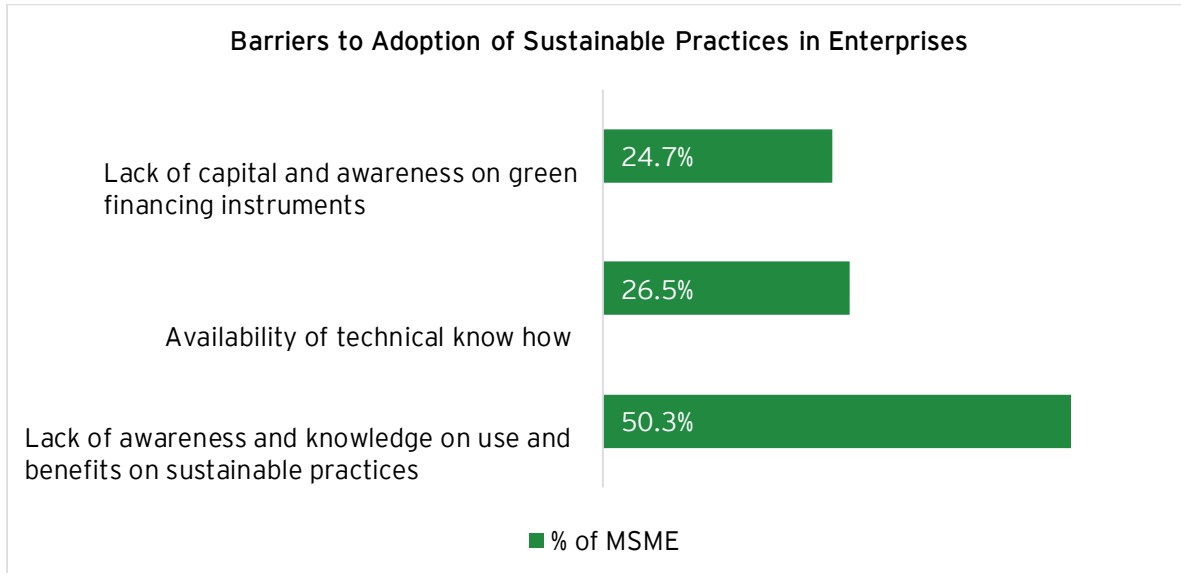 Barriers to Adoption of Sustainable Practices in Enterprises
Lack of capital and awareness on green
financing instruments
24.7%
Availability of technical know how
26.5%
Lack of awareness and knowledge on use and
benefits on sustainable practices
50.3%
% of MSME